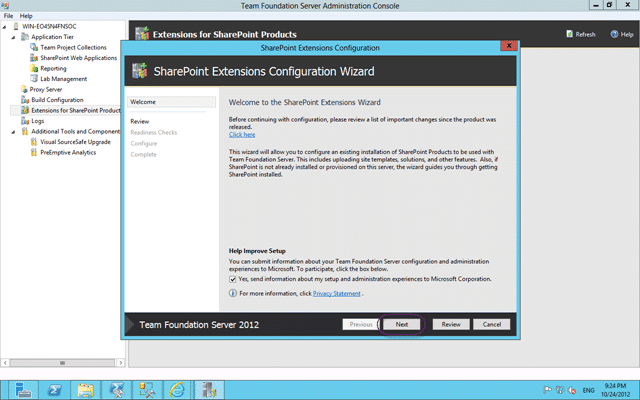 Team Foundation Server Administration Console
File Help
WIN-EO45N4FNSOC
Application Tier
Team Project Collections
SharePoint Web Applications
Reporting
Lab Management
Proxy Server
Build Configuration
Extensions for SharePoint Product
Logs
Additional Tools and Component
Visual SourceSafe Upgrade
PreEmptive Analytics
Extensions for SharePoint Products
Refresh
Help
SharePoint Extensions Configuration
SharePoint Extensions Configuration Wizard
Welcome
Review
Readiness Checks
Configure
Complete
Welcome to the SharePoint Extensions Wizard
Before continuing with configuration, please review a list of important changes since the product was
released.
Click here
This wizard will allow you to configure an existing installation of SharePoint Products to be used with
Team Foundation Server. This includes uploading site templates, solutions, and other features. Also, if
SharePoint is not already installed or provisioned on this server, the wizard guides you through getting
SharePoint installed.
Help Improve Setup
You can submit information about your Team Foundation Server configuration and administration
experiences to Microsoft. To participate, click the box below.
Yes, send information about my setup and administration experiences to Microsoft Corporation.
For more information, click Privacy Statement .
Team Foundation Server 2012
Previous
Next
Review
Cancel
ENG
9:24 PM
10/24/2012